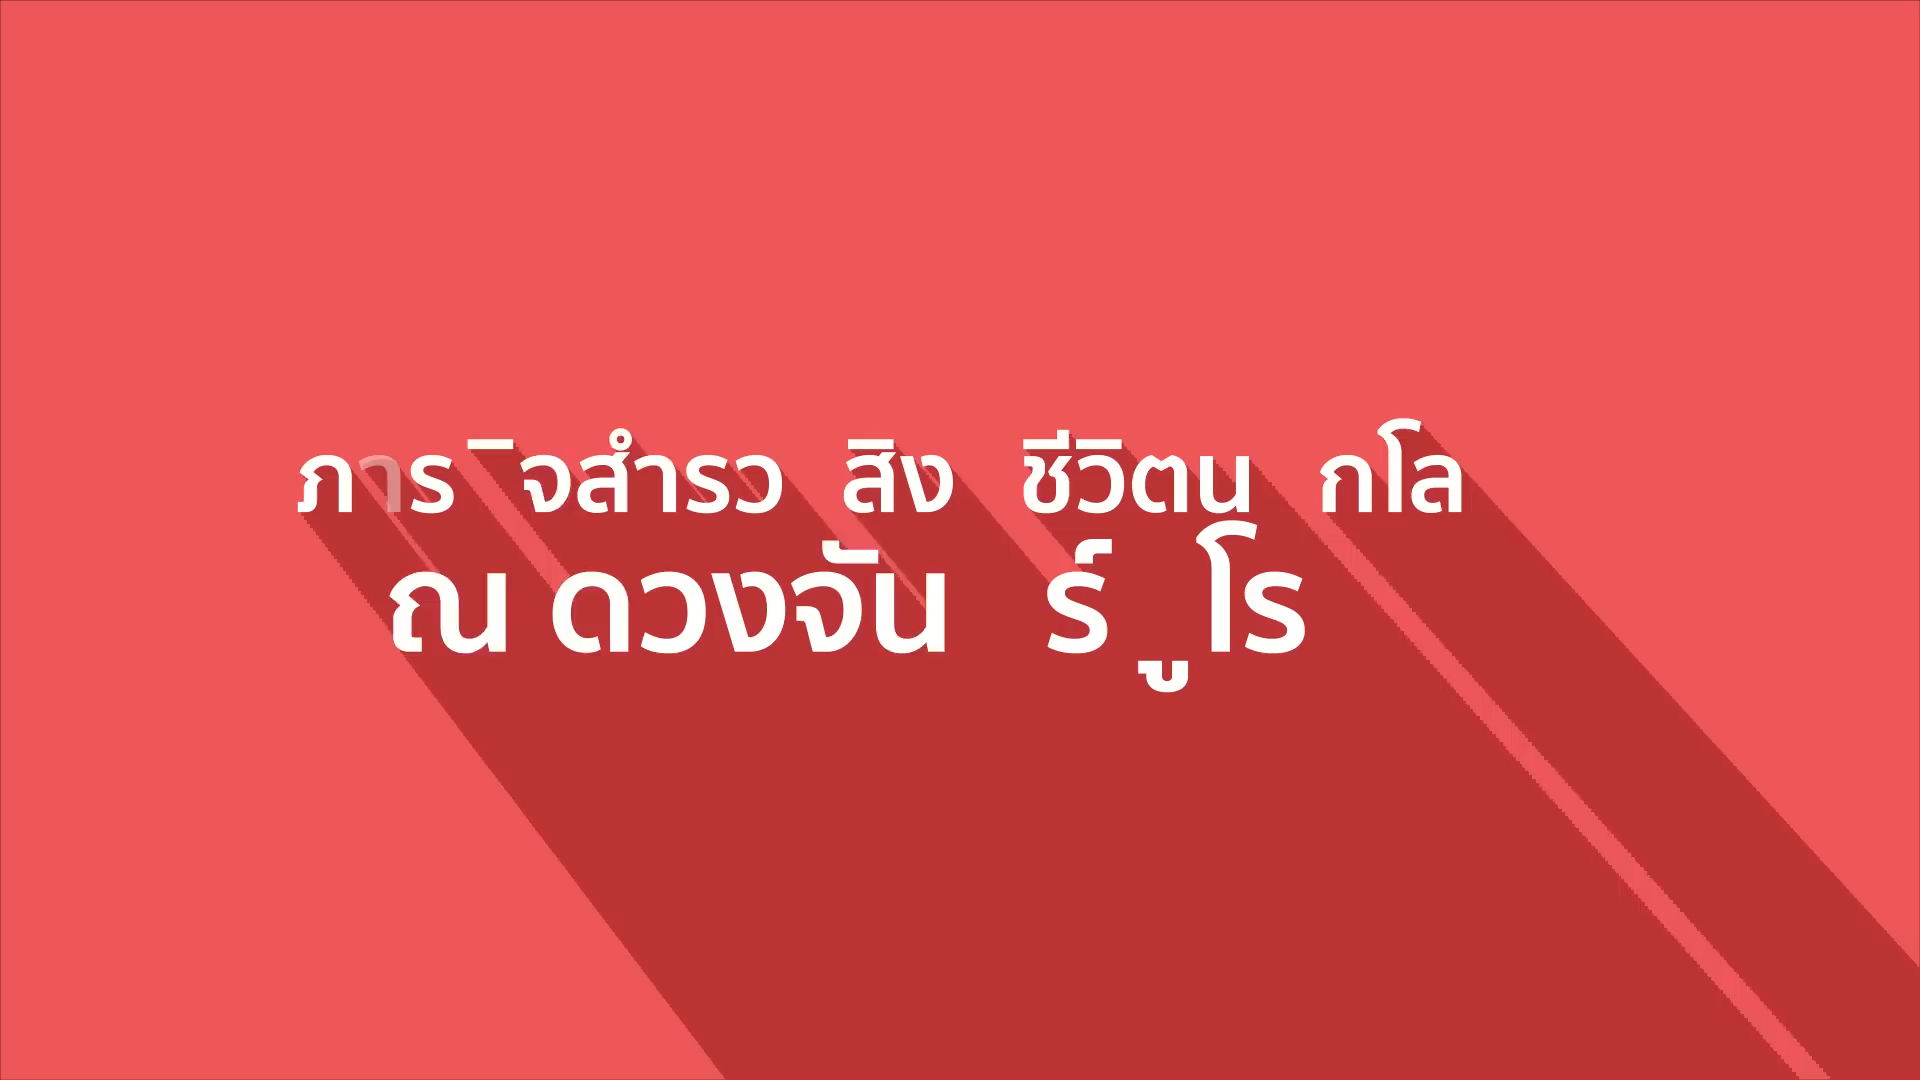 ภาร ิจสำรว สิง ชีวิตน กโล
ณ ดวงจัน ร์ ูโร